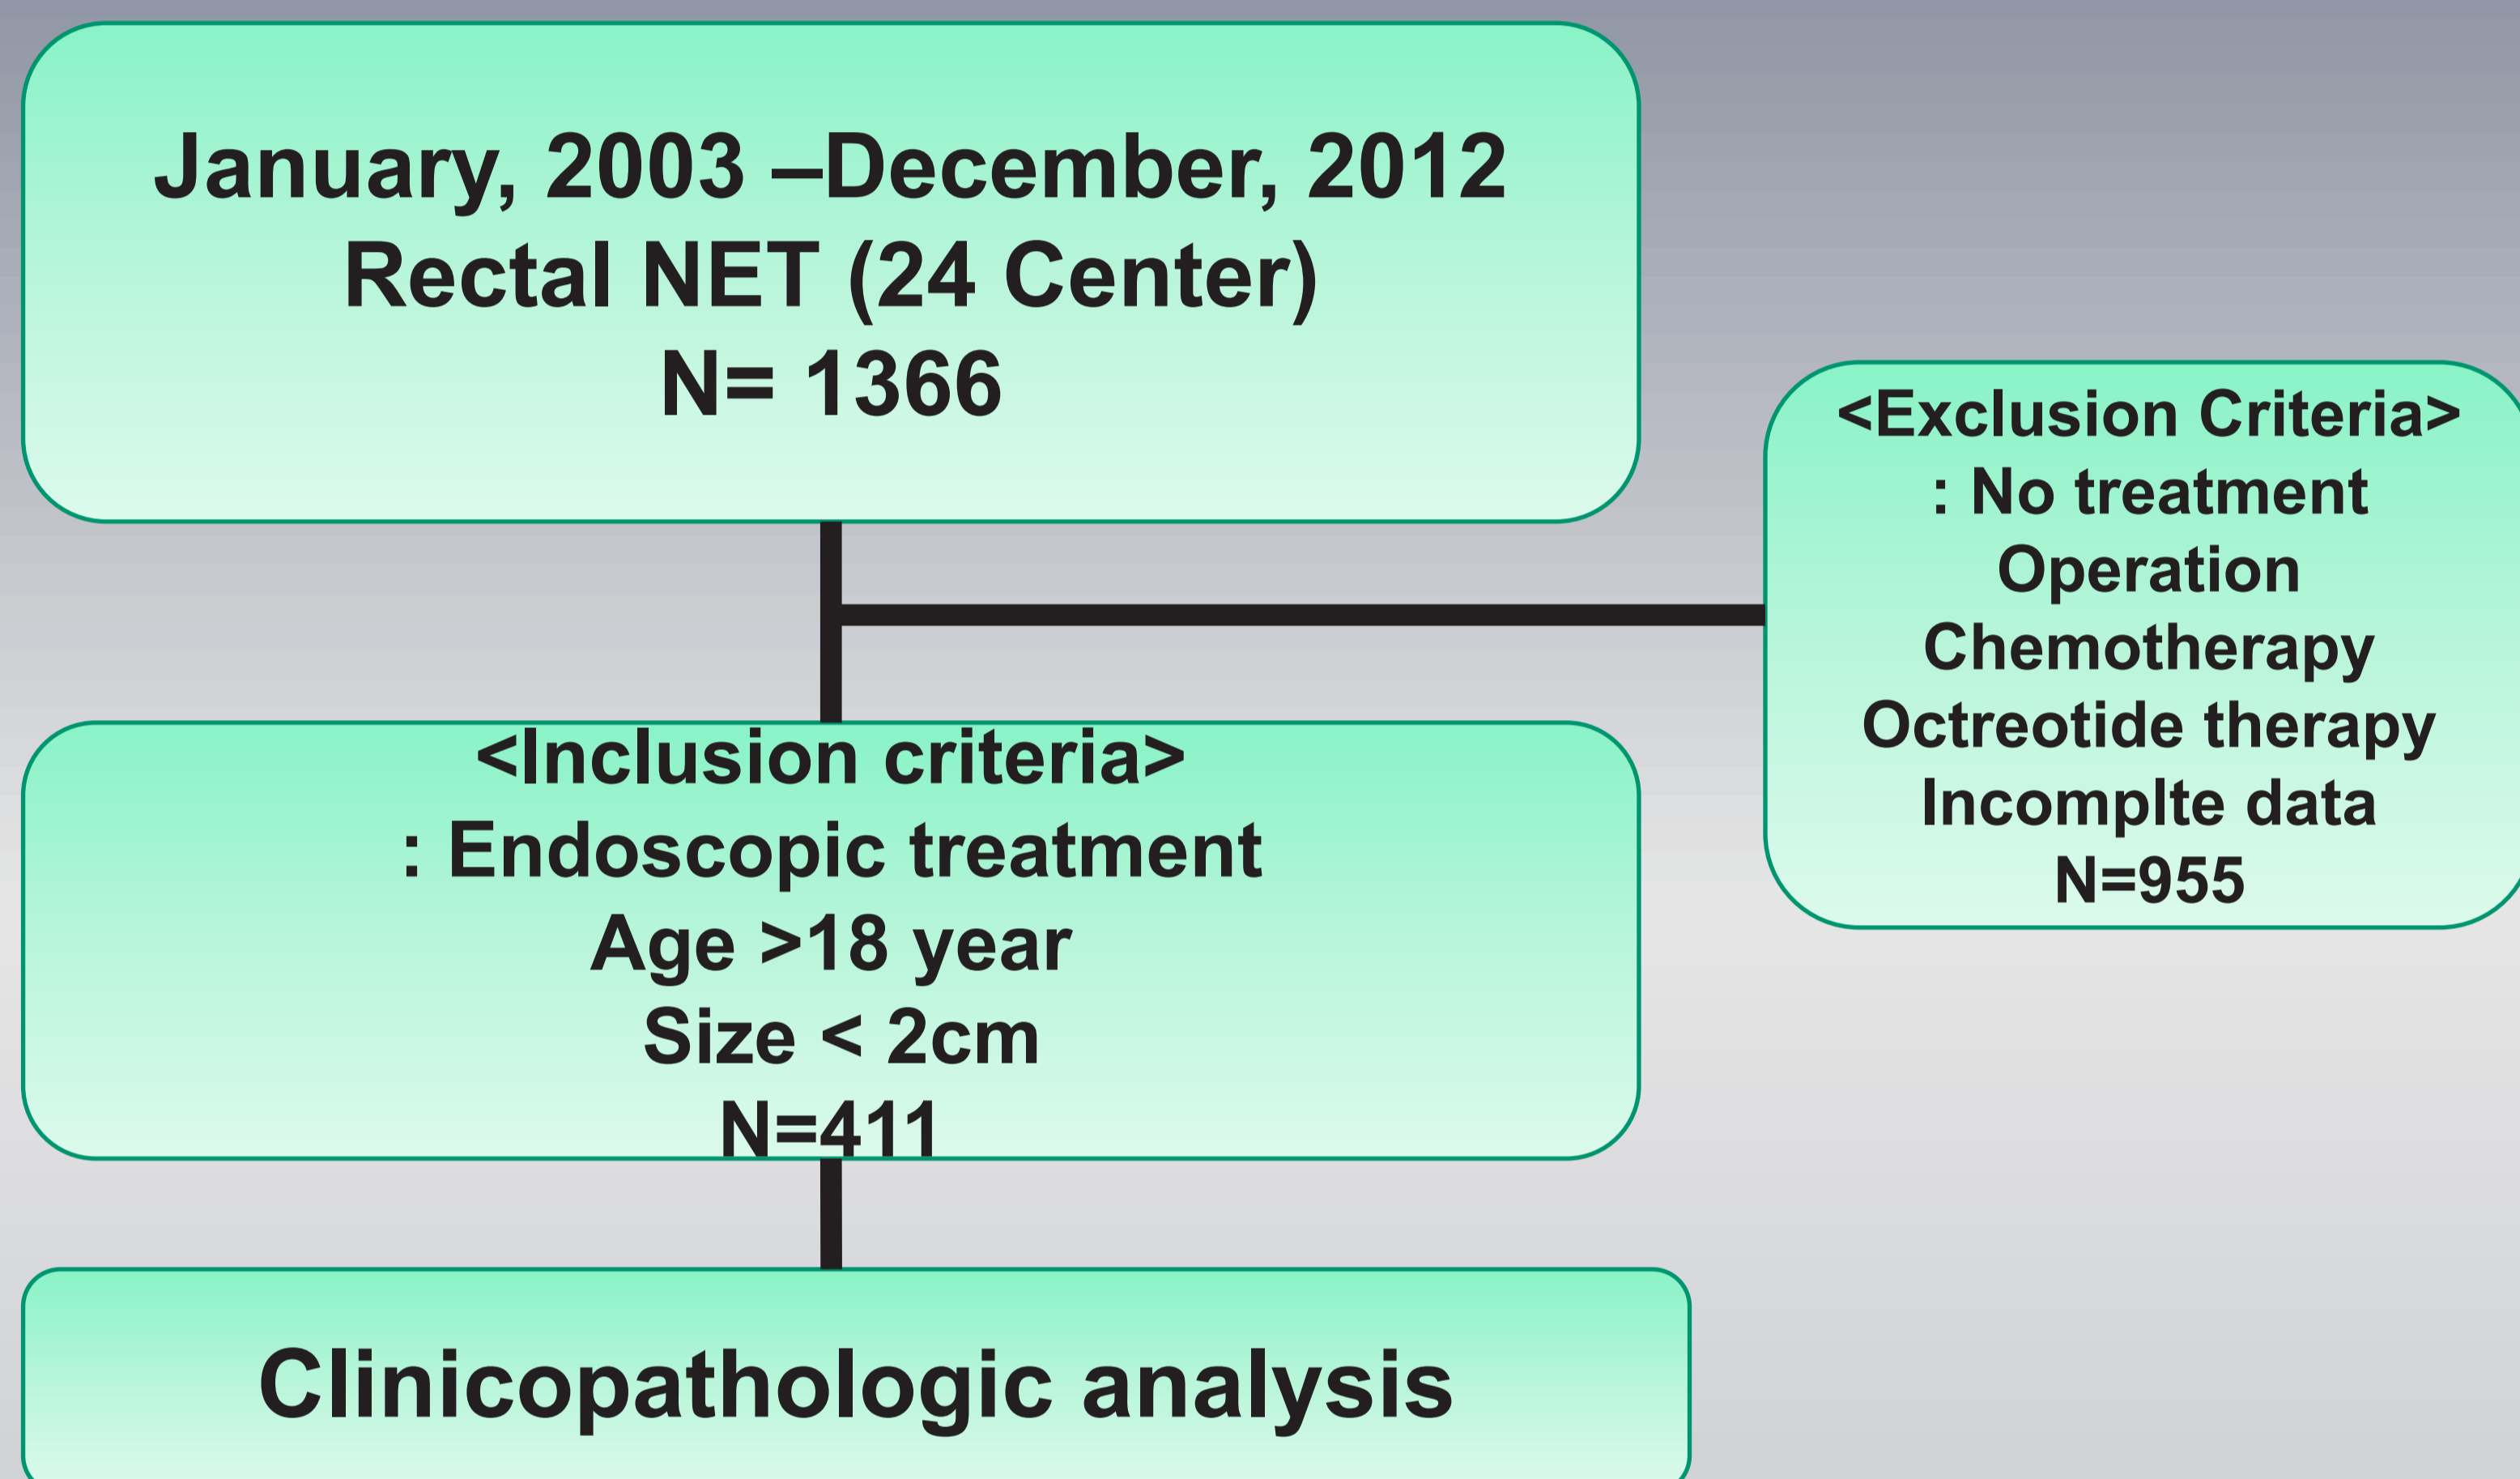 January, 2003 –December, 2012
Rectal NET (24 Center)
N= 1366
<Exclusion Criteria>
: No treatment
Operation
Chemotherapy
Octreotide therapy
Incomplte data
N=955
<Inclusion criteria>
: Endoscopic treatment
Age >18 year
Size < 2cm
N=411
Clinicopathologic analysis